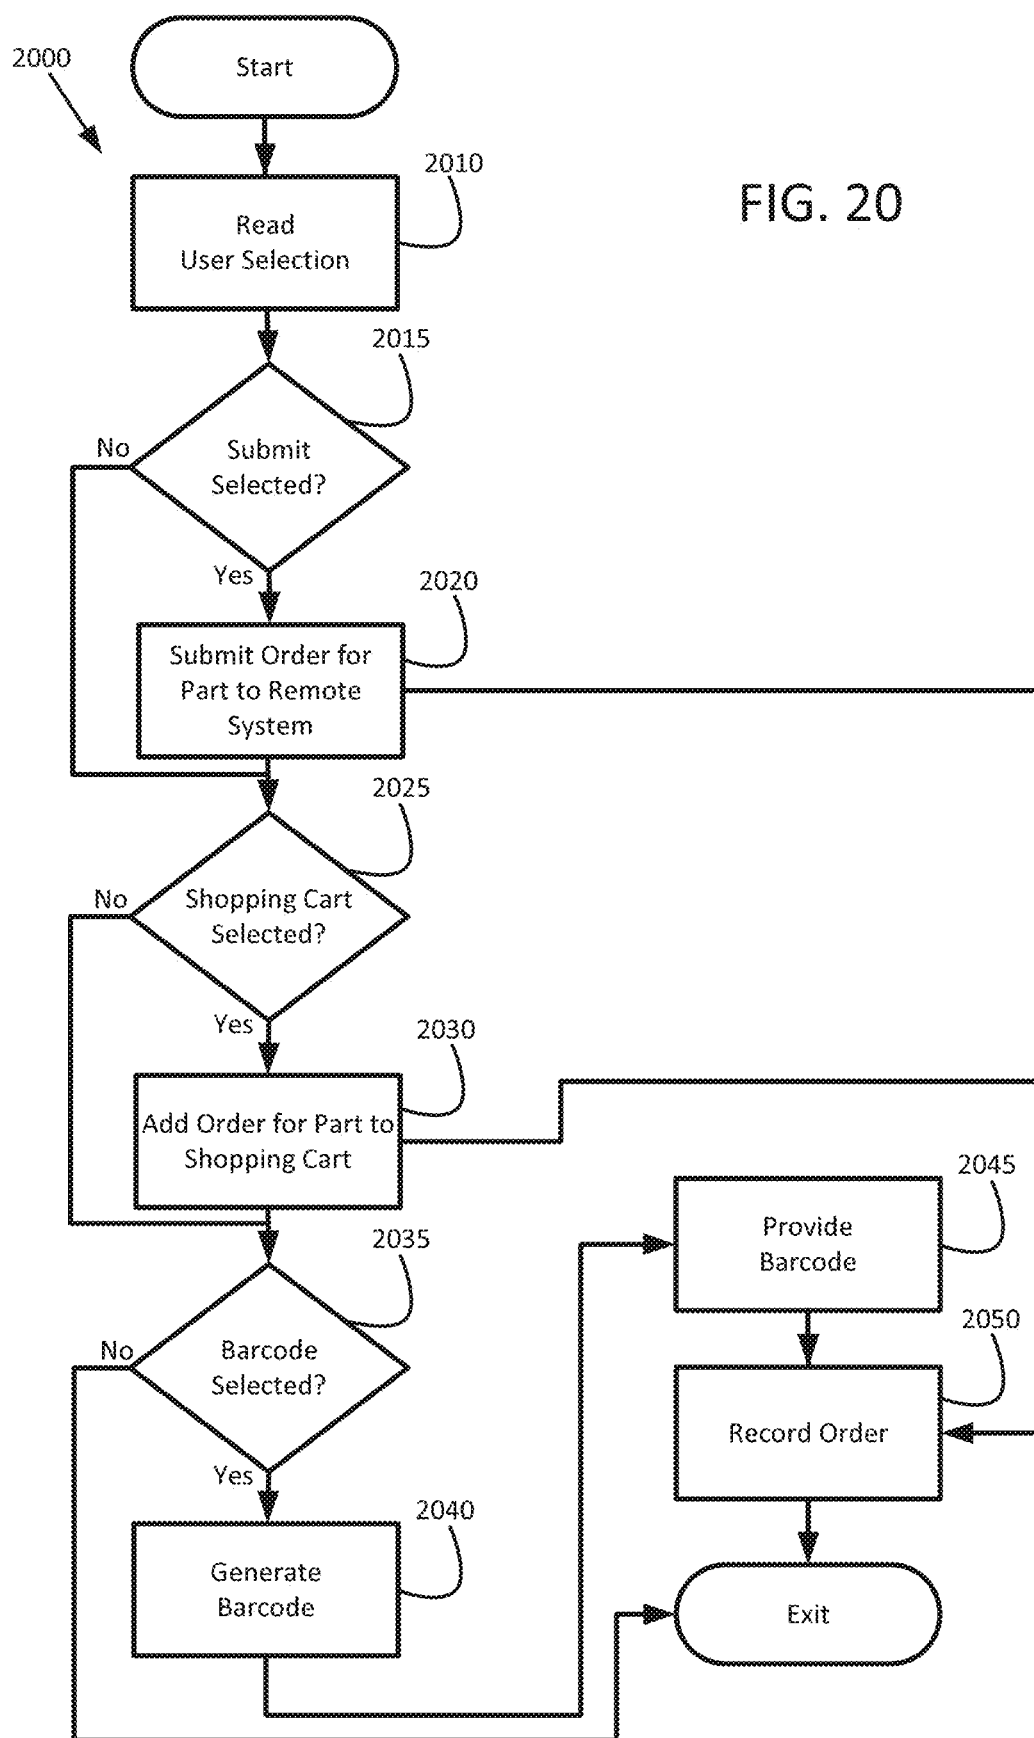 2000
Start
2010
FIG. 20
Read
User Selection
2015
No
Submit
Selected?
Yes
2020
Submit Order for
Part to Remote
System
2025
No
Shopping Cart
Selected?
Yes
2030
Add Order for Part to
Shopping Cart
2035
No
Barcode
Selected?
Yes
2040
Generate
Barcode
2045
Provide
Barcode
2050
Record Order
Exit